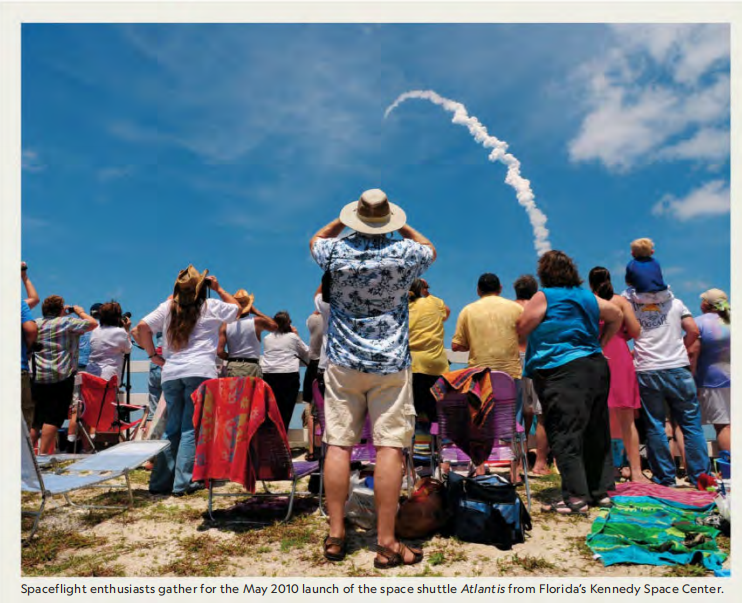 Spaceflight enthusiasts gather for the May 2010 launch of the space shuttle Atlantis from Florida's Kennedy Space Center.